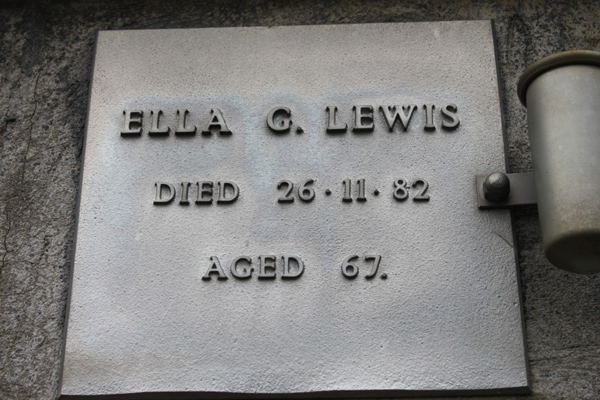 ELLA G. LEWIS
DIED 26·11·82
AGED 67.